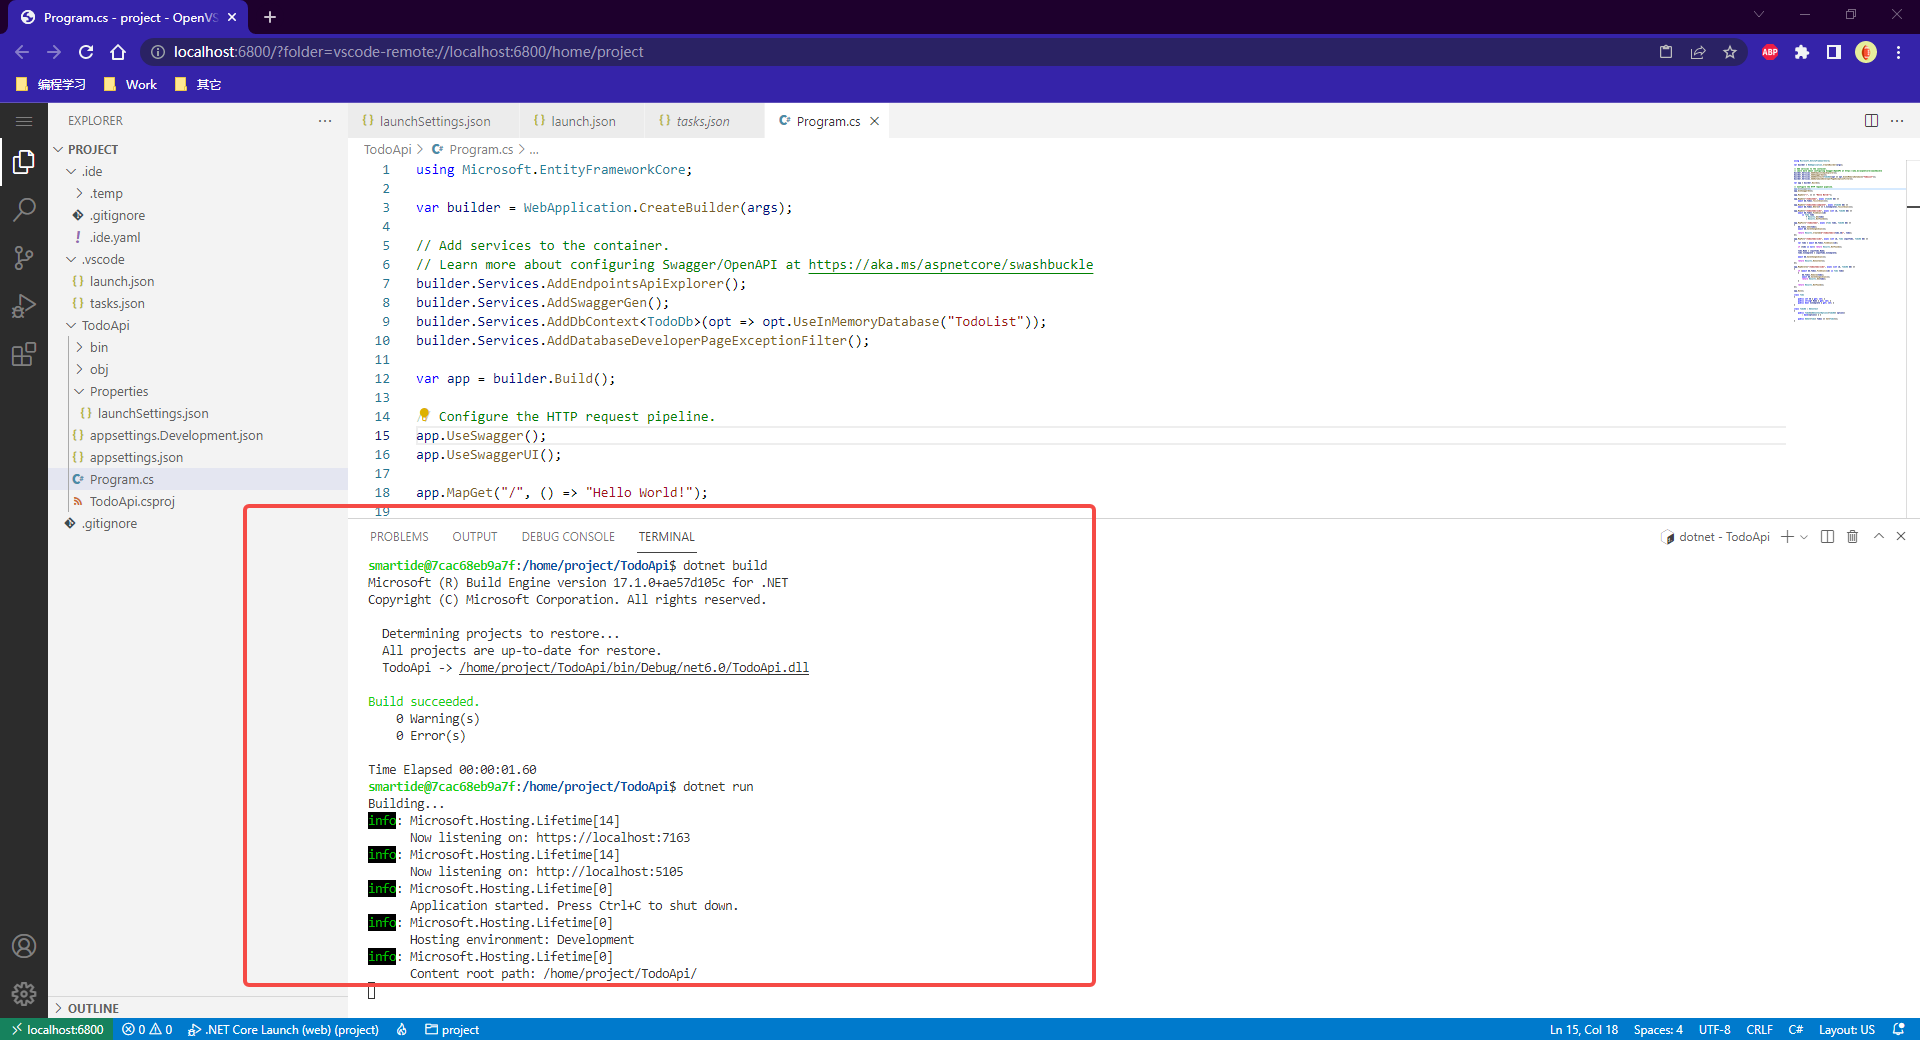 Program.cs - project - OpenVS
localhost:6800/?folder=vscode-remote://localhost:6800/home/project
ABP
编程学习
Work
其它
EXPLORER
PROJECT
.ide
.temp
.gitignore
.ide.yaml
.vscode
launch.json
tasks.json
TodoApi
bin
obj
Properties
launchSettings.json
appsettings.Development.json
appsettings.json
Program.cs
TodoApi.csproj
.gitignore
OUTLINE
launchSettings.json
launch.json
tasks.json
Program.cs
TodoApi > Program.cs > ...
1 using Microsoft.EntityFrameworkCore;
2
3 var builder = WebApplication.CreateBuilder(args);
4
5 // Add services to the container.
6 // Learn more about configuring Swagger/OpenAPI at https://aka.ms/aspnetcore/swashbuckle
7 builder.Services.AddEndpointsApiExplorer();
8 builder.Services.AddSwaggerGen();
9 builder.Services.AddDbContext<TodoDb>(opt => opt.UseInMemoryDatabase("TodoList"));
10 builder.Services.AddDatabaseDeveloperPageExceptionFilter();
11
12 var app = builder.Build();
13
14 Configure the HTTP request pipeline.
15 app.UseSwagger();
16 app.UseSwaggerUI();
17
18 app.MapGet("/", () => "Hello World!");
19
PROBLEMS OUTPUT DEBUG CONSOLE TERMINAL
dotnet - TodoApi
smartide@7cac68eb9a7f:/home/project/TodoApi$ dotnet build
Microsoft (R) Build Engine version 17.1.0+ae57d105c for .NET
Copyright (C) Microsoft Corporation. All rights reserved.
Determining projects to restore...
All projects are up-to-date for restore.
TodoApi -> /home/project/TodoApi/bin/Debug/net6.0/TodoApi.dll
Build succeeded.
0 Warning(s)
0 Error(s)
Time Elapsed 00:00:01.60
smartide@7cac68eb9a7f:/home/project/TodoApi$ dotnet run
Building...
info: Microsoft.Hosting.Lifetime[14]
Now listening on: https://localhost:7163
info: Microsoft.Hosting.Lifetime[14]
Now listening on: http://localhost:5105
info: Microsoft.Hosting.Lifetime[0]
Application started. Press Ctrl+C to shut down.
info: Microsoft.Hosting.Lifetime[0]
Hosting environment: Development
info: Microsoft.Hosting.Lifetime[0]
Content root path: /home/project/TodoApi/
localhost:6800 0 0 .NET Core Launch (web) (project) project Ln 15, Col 18 Spaces: 4 UTF-8 CRLF C# Layout: US